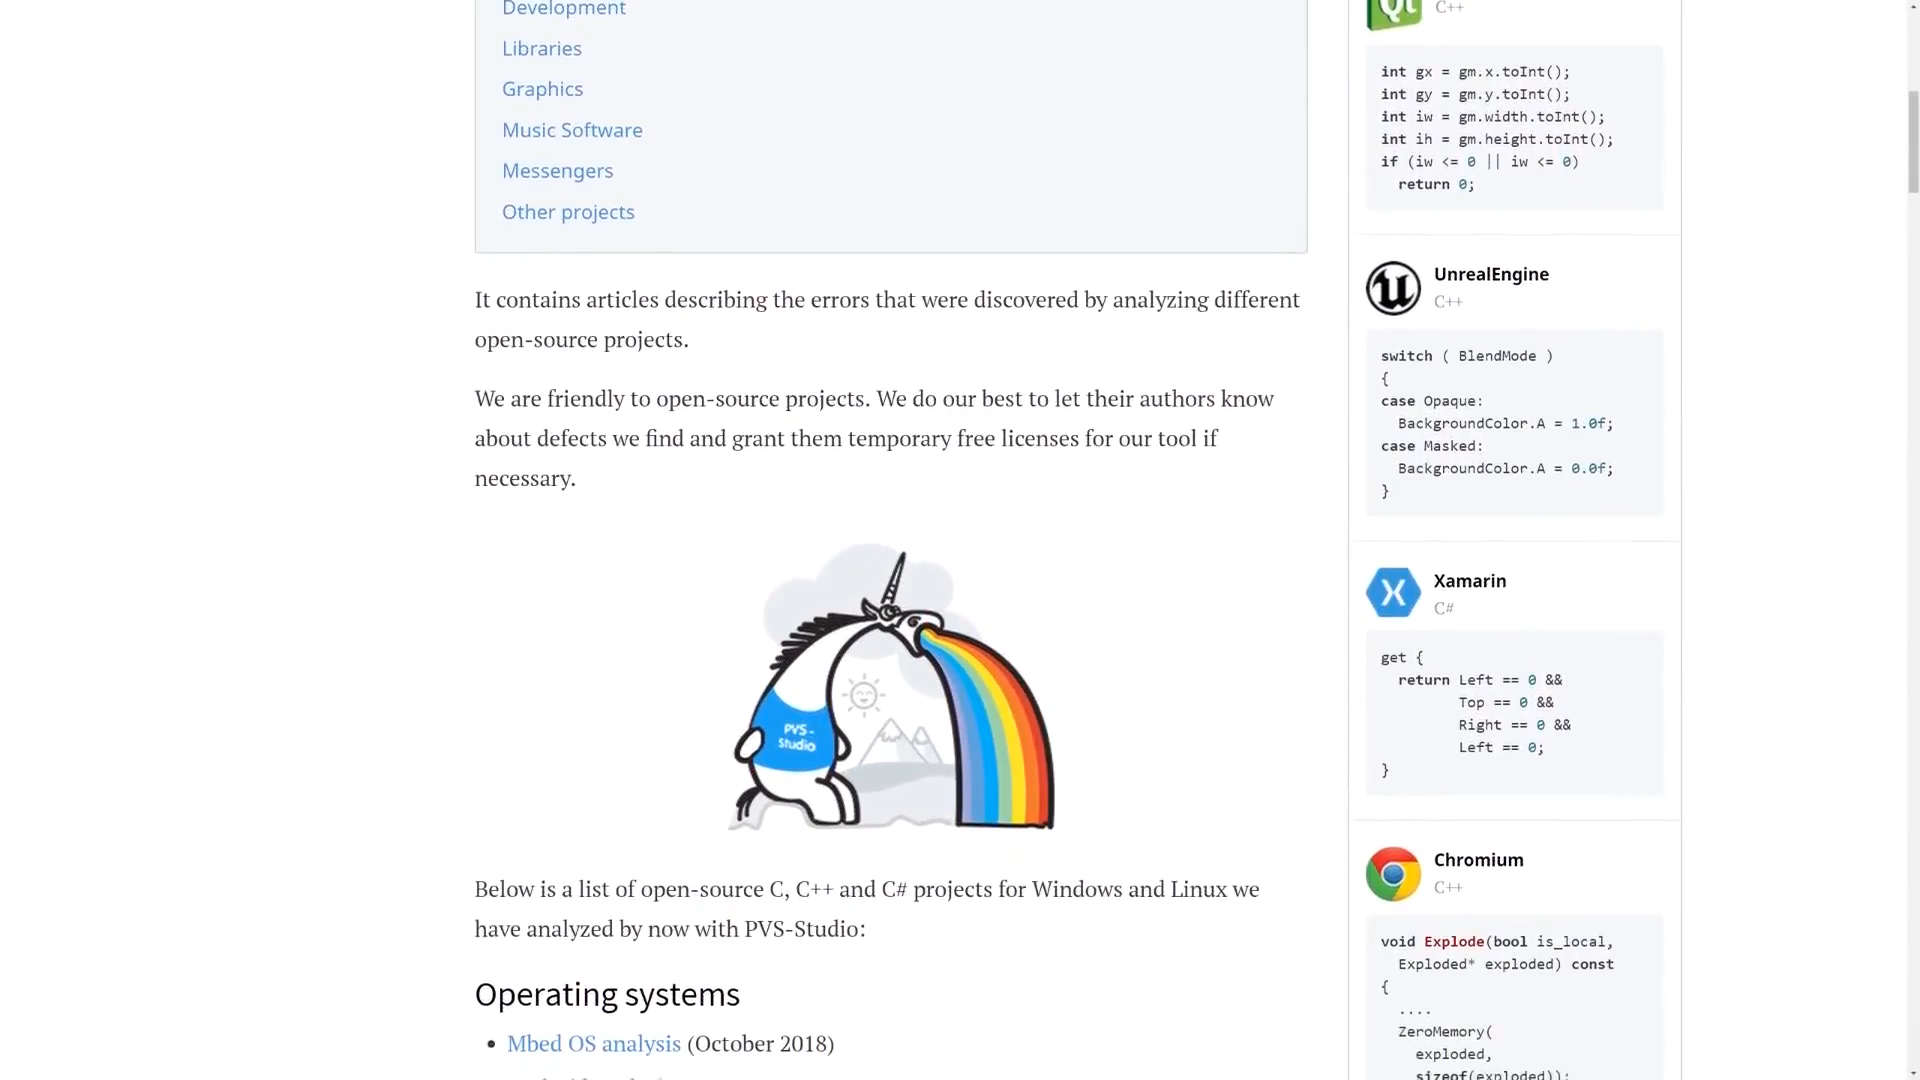 Development
Libraries
Graphics
Music Software
Messengers
Other projects
It contains articles describing the errors that were discovered by analyzing different
open-source projects.
We are friendly to open-source projects. We do our best to let their authors know
about defects we find and grant them temporary free licenses for our tool if
necessary.
PVS-
Studio
Below is a list of open-source C, C++ and C# projects for Windows and Linux we
have analyzed by now with PVS-Studio:
Operating systems
• Mbed OS analysis (October 2018)
Qt
C++
int gx = gm.x.toInt();
int gy = gm.y.toInt();
int iw = gm.width.toInt();
int ih = gm.height.toInt();
if (iw <= 0 || iw <= 0)
return 0;
UnrealEngine
C++
switch ( BlendMode )
{
case Opaque:
BackgroundColor.A = 1.0f;
case Masked:
BackgroundColor.A = 0.0f;
}
Xamarin
C#
get {
return Left == 0 &&
Top == 0 &&
Right == 0 &&
Left == 0;
}
Chromium
C++
void Explode(bool is_local,
Exploded* exploded) const
{
....
ZeroMemory(
exploded,
sizeof(exploded));